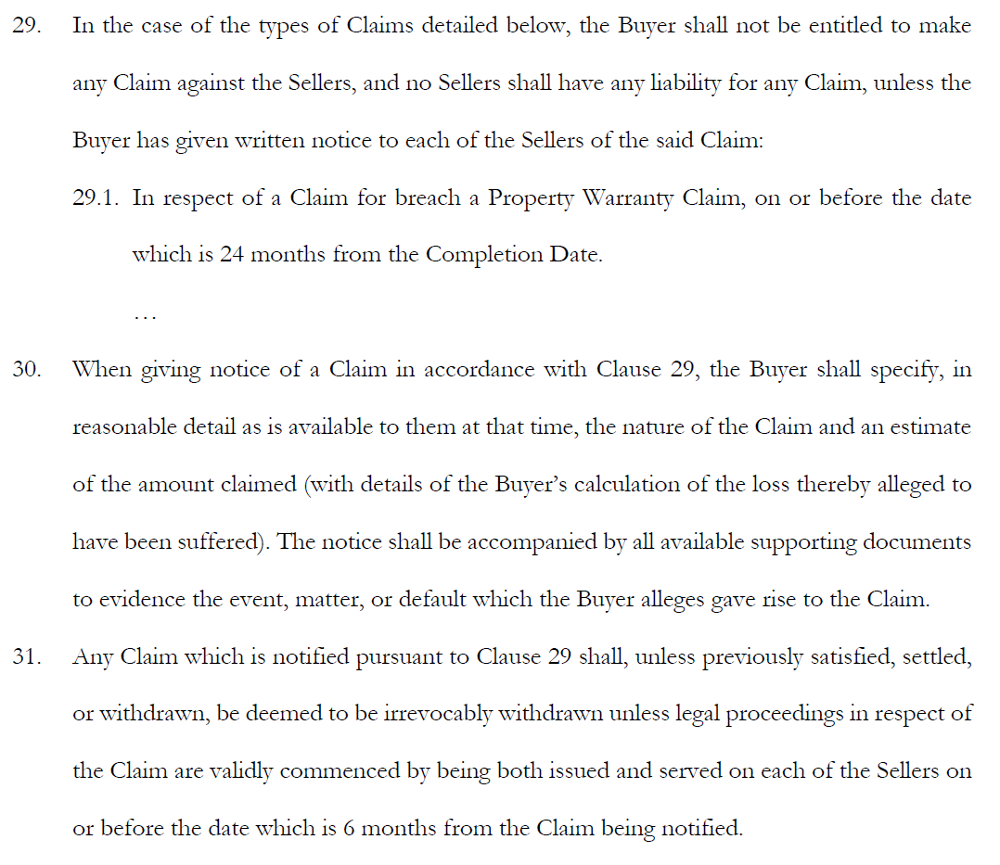 29. In the case of the types of Claims detailed below, the Buyer shall not be entitled to make
any Claim against the Sellers, and no Sellers shall have any liability for any Claim, unless the
Buyer has given written notice to each of the Sellers of the said Claim:
29.1. In respect of a Claim for breach a Property Warranty Claim, on or before the date
which is 24 months from the Completion Date.
…
30. When giving notice of a Claim in accordance with Clause 29, the Buyer shall specify, in
reasonable detail as is available to them at that time, the nature of the Claim and an estimate
of the amount claimed (with details of the Buyer’s calculation of the loss thereby alleged to
have been suffered). The notice shall be accompanied by all available supporting documents
to evidence the event, matter, or default which the Buyer alleges gave rise to the Claim.
31. Any Claim which is notified pursuant to Clause 29 shall, unless previously satisfied, settled,
or withdrawn, be deemed to be irrevocably withdrawn unless legal proceedings in respect of
the Claim are validly commenced by being both issued and served on each of the Sellers on
or before the date which is 6 months from the Claim being notified.